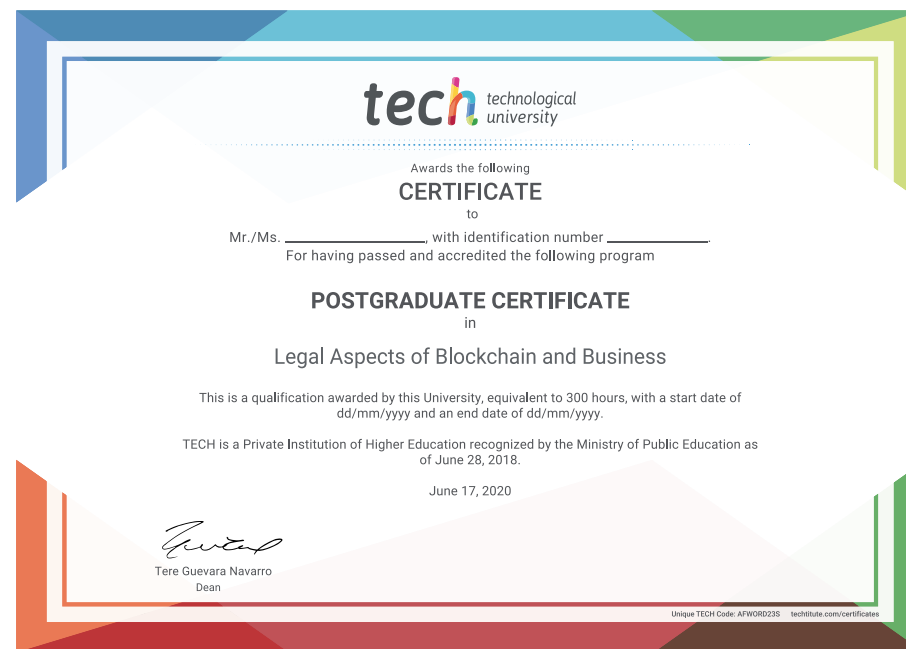 tech technological
university
Awards the following
CERTIFICATE
to
Mr./Ms. ____________________, with identification number ______________.
For having passed and accredited the following program
POSTGRADUATE CERTIFICATE
in
Legal Aspects of Blockchain and Business
This is a qualification awarded by this University, equivalent to 300 hours, with a start date of
dd/mm/yyyy and an end date of dd/mm/yyyy.
TECH is a Private Institution of Higher Education recognized by the Ministry of Public Education as
of June 28, 2018.
June 17, 2020
Tere Guevara Navarro
Dean
Unique TECH Code: AFWORD23S techtitute.com/certificates